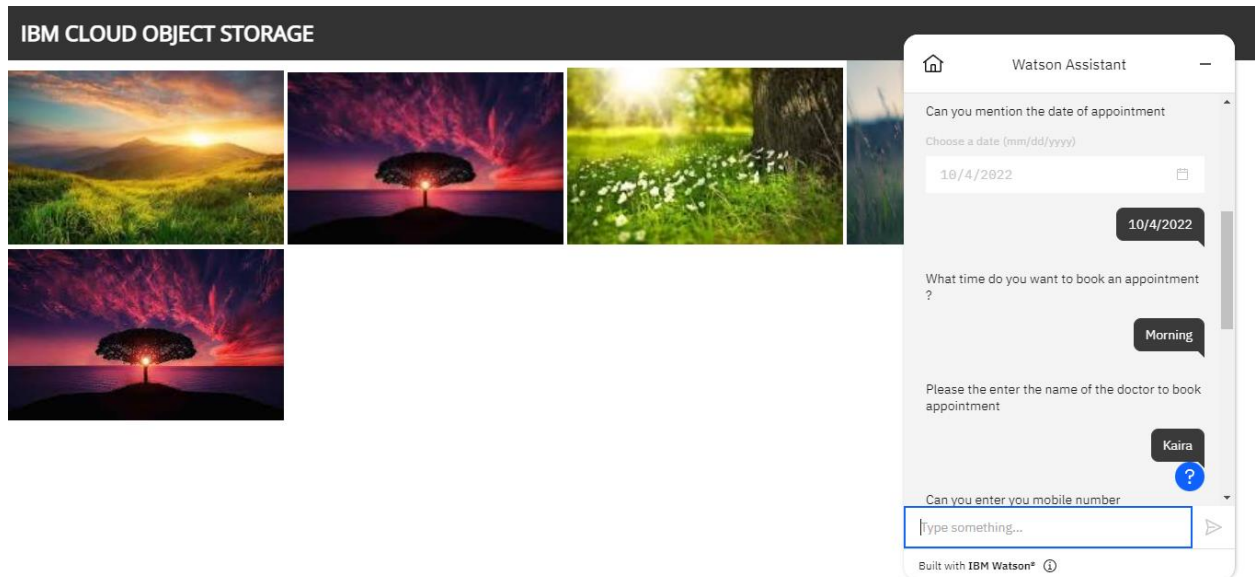 IBM CLOUD OBJECT STORAGE
Watson Assistant
Can you mention the date of appointment
Choose a date (mm/dd/yyyy)
10/4/2022
10/4/2022
What time do you want to book an appointment
?
Morning
Please the enter the name of the doctor to book
appointment
Kaira
?
Can you enter you mobile number
Type something...
Built with IBM Watson®